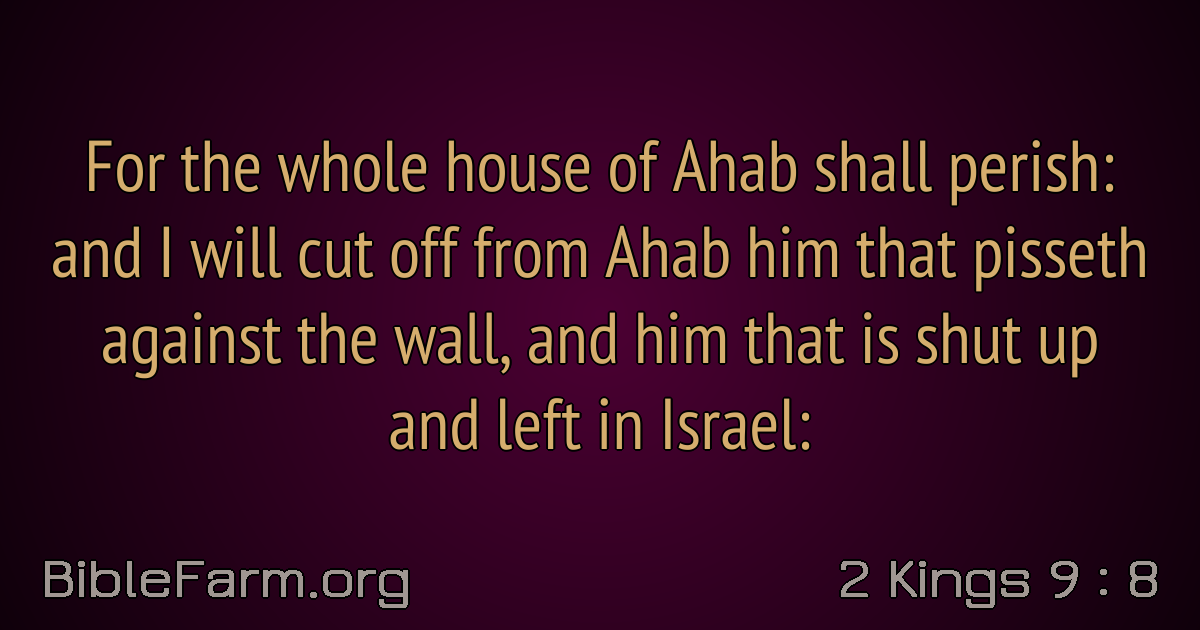 For the whole house of Ahab shall perish:
and I will cut off from Ahab him that pisseth
against the wall, and him that is shut up
and left in Israel:
BibleFarm.org
2 Kings 9 : 8